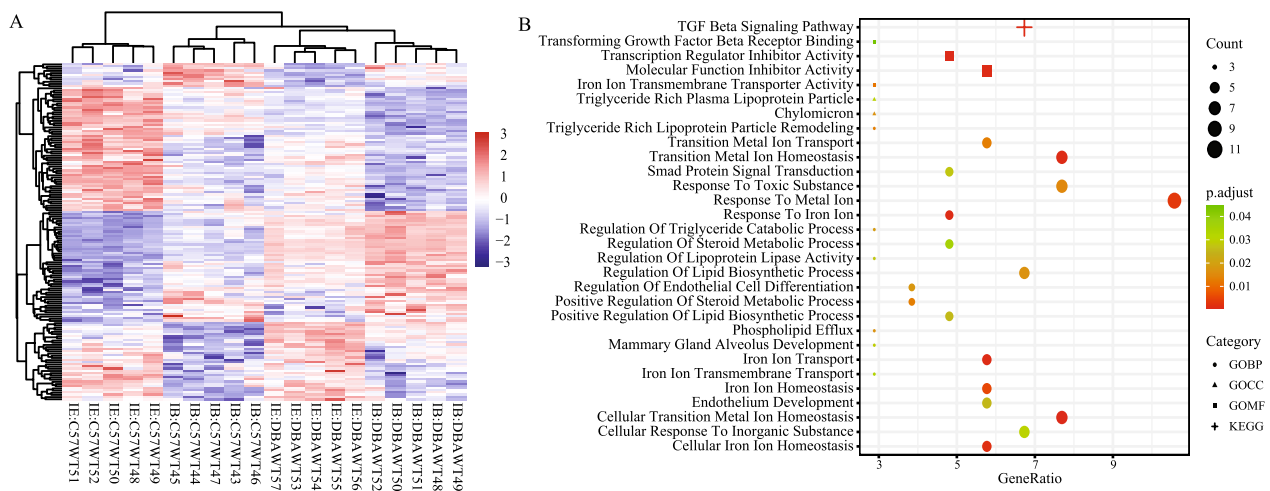 A
3
2
1
0
−1
−2
−3
IE:C57WT51
IE:C57WT52
IE:C57WT50
IE:C57WT48
IE:C57WT49
IB:C57WT45
IB:C57WT44
IB:C57WT47
IB:C57WT43
IB:C57WT46
IE:DBAWT57
IE:DBAWT53
IE:DBAWT54
IE:DBAWT55
IE:DBAWT56
IB:DBAWT52
IB:DBAWT50
IB:DBAWT51
IB:DBAWT48
IB:DBAWT49
B
TGF Beta Signaling Pathway
Transforming Growth Factor Beta Receptor Binding
Transcription Regulator Inhibitor Activity
Molecular Function Inhibitor Activity
Iron Ion Transmembrane Transporter Activity
Triglyceride Rich Plasma Lipoprotein Particle
Chylomicron
Triglyceride Rich Lipoprotein Particle Remodeling
Transition Metal Ion Transport
Transition Metal Ion Homeostasis
Smad Protein Signal Transduction
Response To Toxic Substance
Response To Metal Ion
Response To Iron Ion
Regulation Of Triglyceride Catabolic Process
Regulation Of Steroid Metabolic Process
Regulation Of Lipoprotein Lipase Activity
Regulation Of Lipid Biosynthetic Process
Regulation Of Endothelial Cell Differentiation
Positive Regulation Of Steroid Metabolic Process
Positive Regulation Of Lipid Biosynthetic Process
Phospholipid Efflux
Mammary Gland Alveolus Development
Iron Ion Transport
Iron Ion Transmembrane Transport
Iron Ion Homeostasis
Endothelium Development
Cellular Transition Metal Ion Homeostasis
Cellular Response To Inorganic Substance
Cellular Iron Ion Homeostasis
3 5 7 9
GeneRatio
Count
3
5
7
9
11
p.adjust
0.04
0.03
0.02
0.01
Category
GOBP
GOCC
GOMF
KEGG